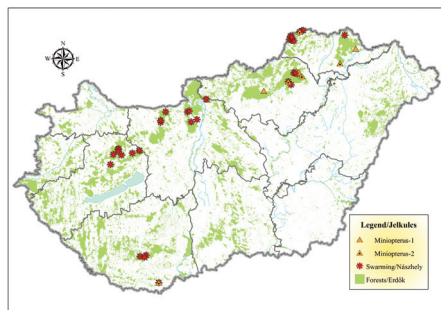 N
W E
S
Legend/Jelkules
Miniopterus-1
Miniopterus-2
Swarming/Nászhely
Forests/Erdők